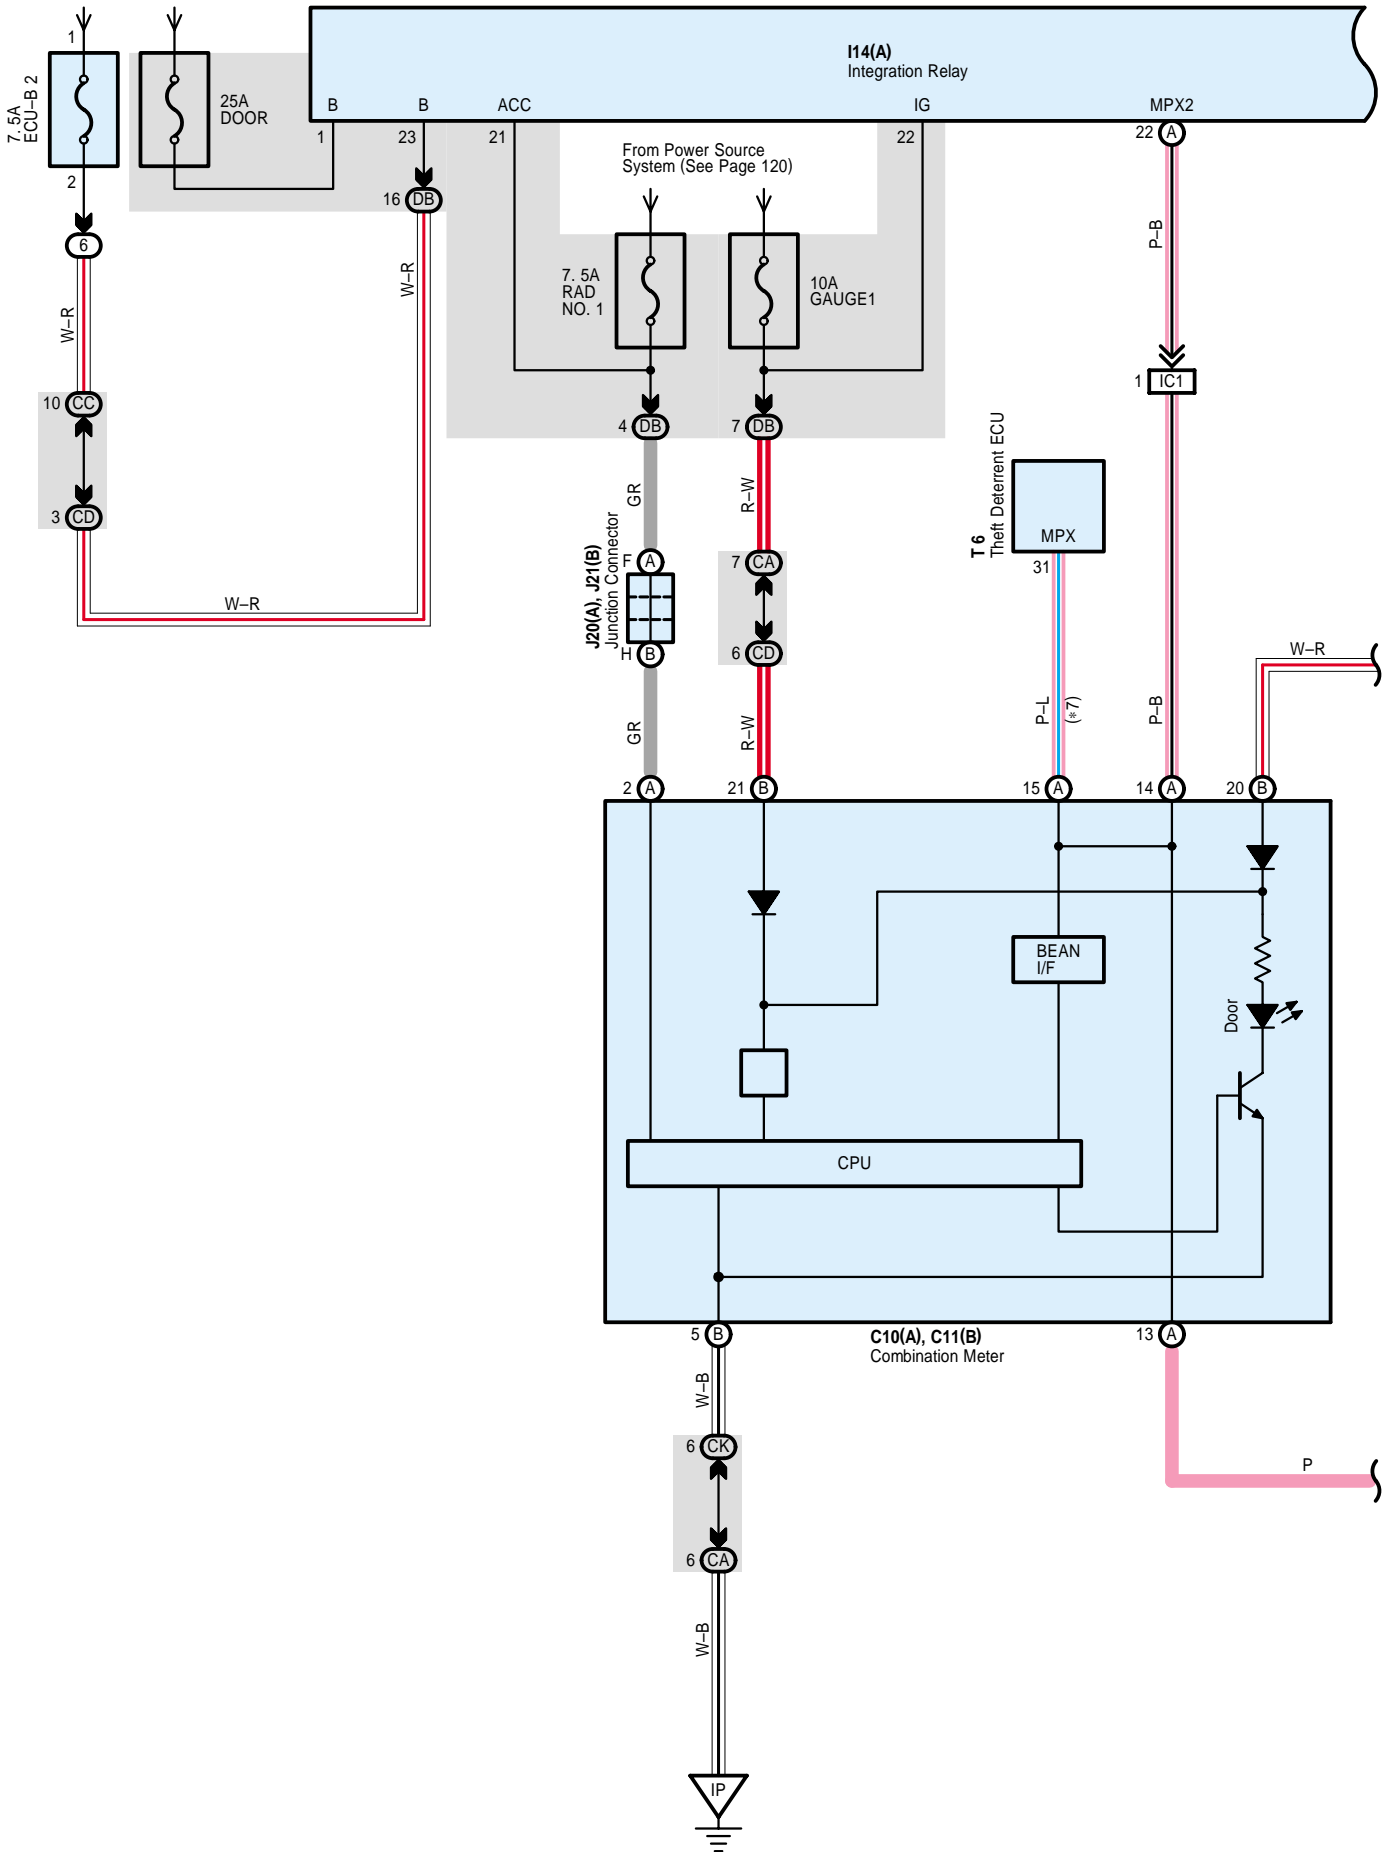 1
7. 5A
ECU–B 2
2
25A
DOOR
I14(A)
Integration Relay
B
B
ACC
IG
MPX2
1
23
21
22
22 A
From Power Source
System (See Page 120)
16 DB
6
W–R
W–R
7. 5A
RAD
NO. 1
10A
GAUGE1
P–B
1 IC1
10 CC
3 CD
W–R
4 DB
7 DB
GR
R–W
J20(A), J21(B)
Junction Connector
F A
H B
7 CA
6 CD
T 6
Theft Deterrent ECU
MPX
31
W–R
GR
R–W
P–L
(*7)
P–B
2 A
21 B
15 A
14 A
20 B
BEAN
I/F
Door
CPU
5 B
C10(A), C11(B)
Combination Meter
13 A
W–B
6 CK
P
6 CA
W–B
IP